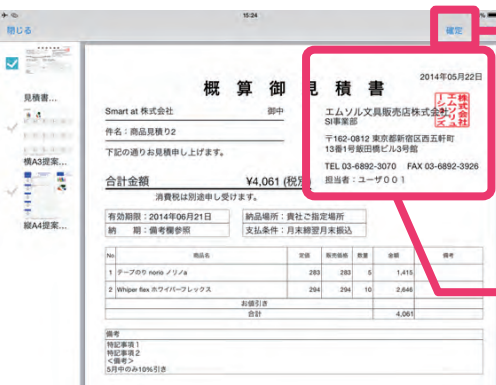 15:24
閉じる
確定
見積書...
横A3提案...
縦A4提案...
2014年05月22日
概 算 御 見 積 書
Smart at 株式会社 御中
件名:商品見積り2
下記の通りお見積申し上げます。
エムソル文具販売店株式会社
SI事業部
〒162-0812 東京都新宿区西五軒町
13番1号飯田橋ビル3号館
TEL 03-6892-3070 FAX 03-6892-3926
担当者:ユーザ001
合計金額 ¥4,061 (税別)
消費税は別途申し受けます。
有効期限:2014年06月21日
納 期:備考欄参照
納品場所:貴社ご指定場所
支払条件:月末締翌月末振込
No. 商品名 定価 販売価格 数量 金額 備考
1 テープのり norio ノリノa 283 283 5 1,415
2 Whiper flex ホワイパーフレックス 294 294 10 2,646
お値引き
合計 4,061
備考
特記事項1
特記事項2
<備考>
5月中のみ10%引き